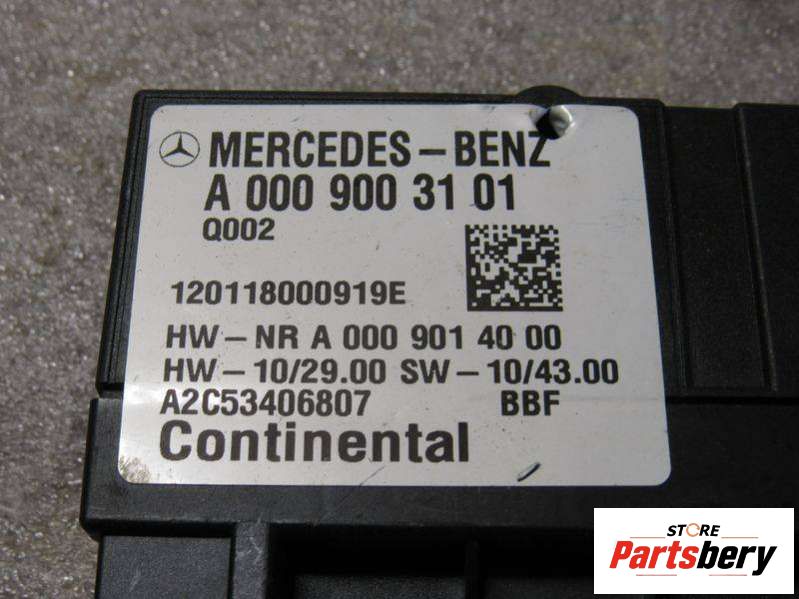 MERCEDES-BENZ
A 000 900 31 01
Q002
120118000919E
HW-NR A 000 901 40 00
HW-10/29.00 SW-10/43.00
A2C53406807 BBF
Continental
STORE
Partsbery